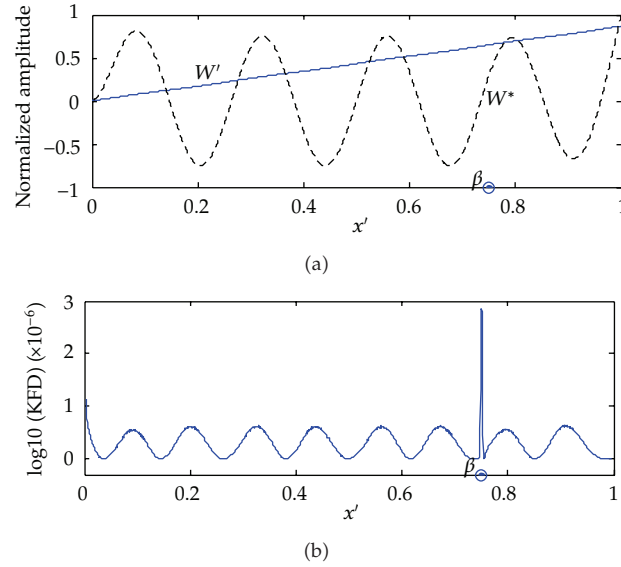 Normalized amplitude
1
0.5
0
−0.5
−1
W′
W*
β
0 0.2 0.4 0.6 0.8 1
x′
(a)
log10 (KFD) (×10⁻⁶)
3
2
1
0
β
0 0.2 0.4 0.6 0.8 1
x′
(b)